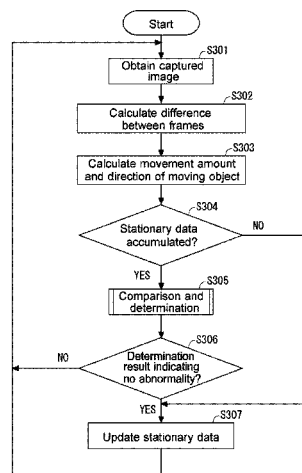 Start
S301
Obtain captured
image
S302
Calculate difference
between frames
S303
Calculate movement amount
and direction of moving object
S304
Stationary data
accumulated?
NO
YES
S305
Comparison and
determination
S306
Determination
result indicating
no abnormality?
NO
YES
S307
Update stationary data